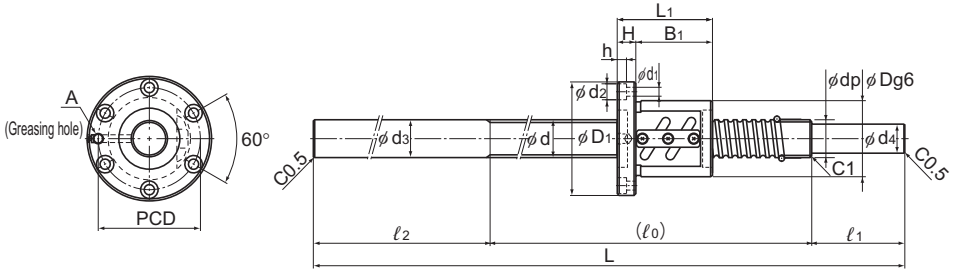 A
(Greasing hole)
60°
PCD
L1
H
B1
h
φd1
φd2
φdp
φDg6
φd3
φd
φD1
φd4
C0.5
C1
C0.5
ℓ2
(ℓ0)
ℓ1
L